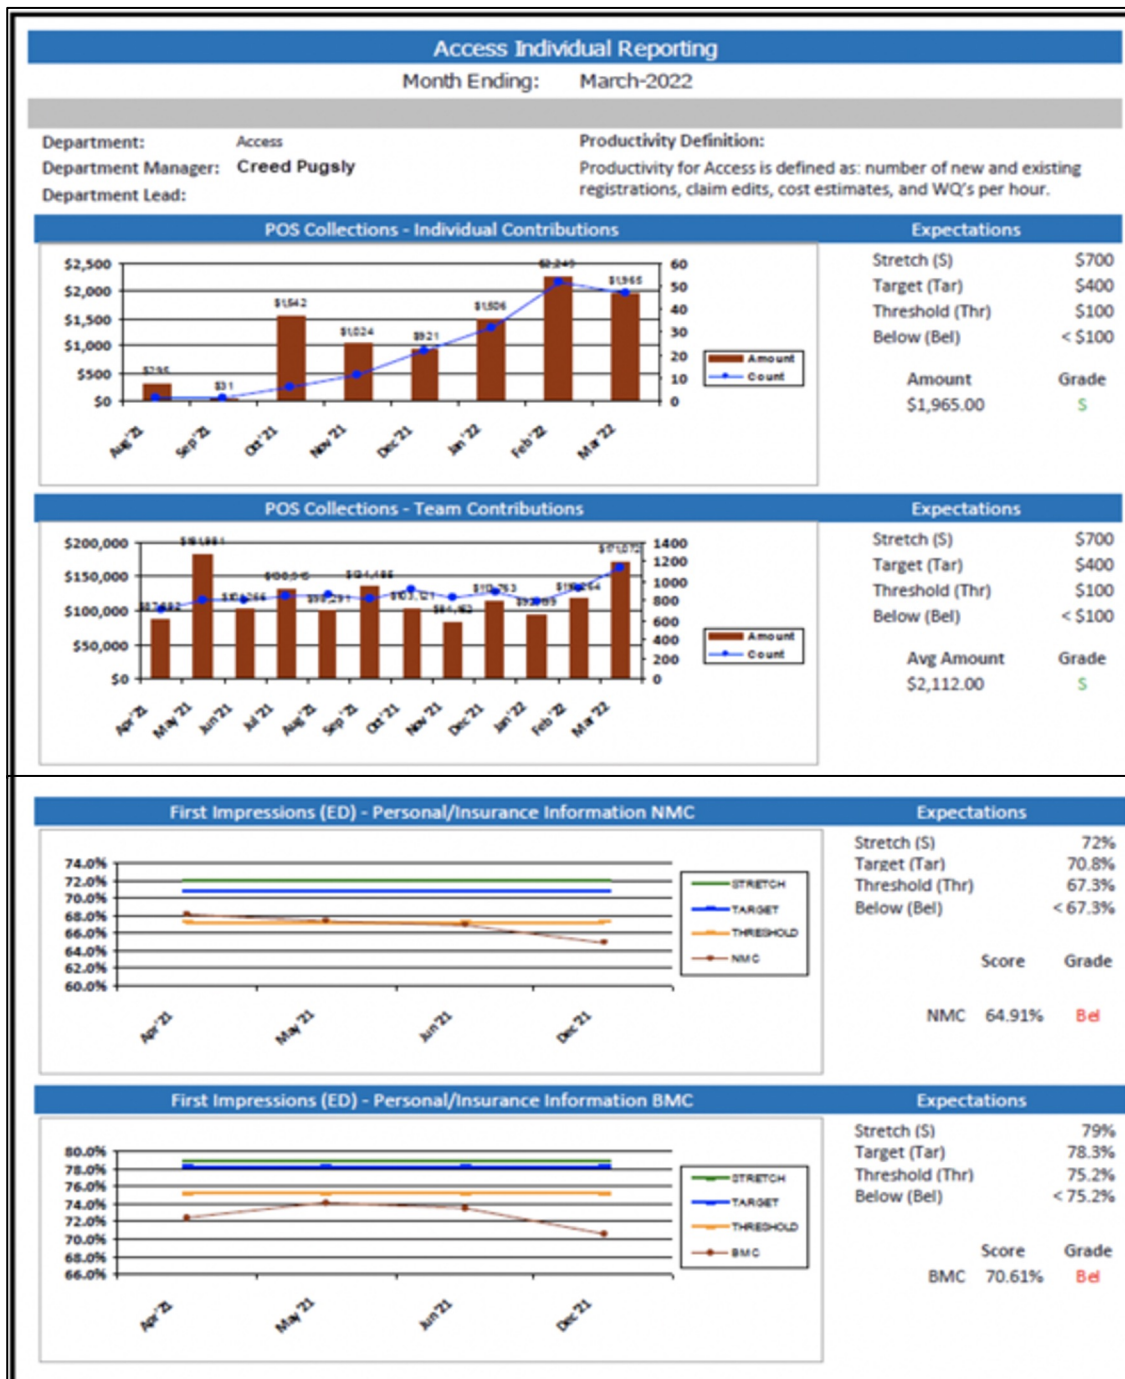 Access Individual Reporting
Month Ending: March-2022
Department: Access
Department Manager: Creed Pugsly
Department Lead:
Productivity Definition:
Productivity for Access is defined as: number of new and existing
registrations, claim edits, cost estimates, and WQ's per hour.
POS Collections - Individual Contributions
$2,500
$2,000
$1,500
$1,000
$500
$0
$295
$31
$1,542
$1,024
$921
$1,506
$1,965
60
50
40
30
20
10
0
Amount
Count
Aug'21
Sep'21
Oct'21
Nov'21
Dec'21
Jan'22
Feb'22
Mar'22
Expectations
Stretch (S) $700
Target (Tar) $400
Threshold (Thr) $100
Below (Bel) < $100
Amount Grade
$1,965.00 S
POS Collections - Team Contributions
$200,000
$150,000
$100,000
$50,000
$0
$171,072
1400
1200
1000
800
600
400
200
0
Amount
Count
Apr'21
May'21
Jun'21
Jul'21
Aug'21
Sep'21
Oct'21
Nov'21
Dec'21
Jan'22
Feb'22
Mar'22
Expectations
Stretch (S) $700
Target (Tar) $400
Threshold (Thr) $100
Below (Bel) < $100
Avg Amount Grade
$2,112.00 S
First Impressions (ED) - Personal/Insurance Information NMC
74.0%
72.0%
70.0%
68.0%
66.0%
64.0%
62.0%
60.0%
STRETCH
TARGET
THRESHOLD
NMC
Apr'21
May'21
Jun'21
Dec'21
Expectations
Stretch (S) 72%
Target (Tar) 70.8%
Threshold (Thr) 67.3%
Below (Bel) < 67.3%
Score Grade
NMC 64.91% Bel
First Impressions (ED) - Personal/Insurance Information BMC
80.0%
78.0%
76.0%
74.0%
72.0%
70.0%
68.0%
66.0%
STRETCH
TARGET
THRESHOLD
BMC
Apr'21
May'21
Jun'21
Dec'21
Expectations
Stretch (S) 79%
Target (Tar) 78.3%
Threshold (Thr) 75.2%
Below (Bel) < 75.2%
Score Grade
BMC 70.61% Bel